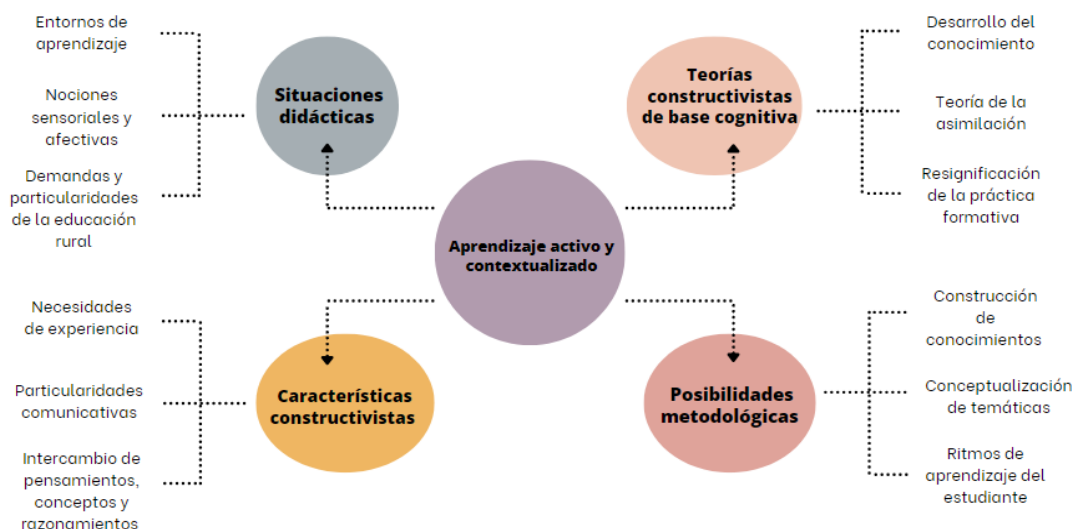 Entornos de
aprendizaje
Nociones
sensoriales y
afectivas
Demandas y
particularidades
de la educación
rural
Situaciones
didácticas
Teorías
constructivistas
de base cognitiva
Desarrollo del
conocimiento
Teoría de la
asimilación
Resignificación
de la práctica
formativa
Aprendizaje activo y
contextualizado
Necesidades
de experiencia
Particularidades
comunicativas
Intercambio de
pensamientos,
conceptos y
razonamientos
Características
constructivistas
Posibilidades
metodológicas
Construcción
de
conocimientos
Conceptualización
de temáticas
Ritmos de
aprendizaje del
estudiante